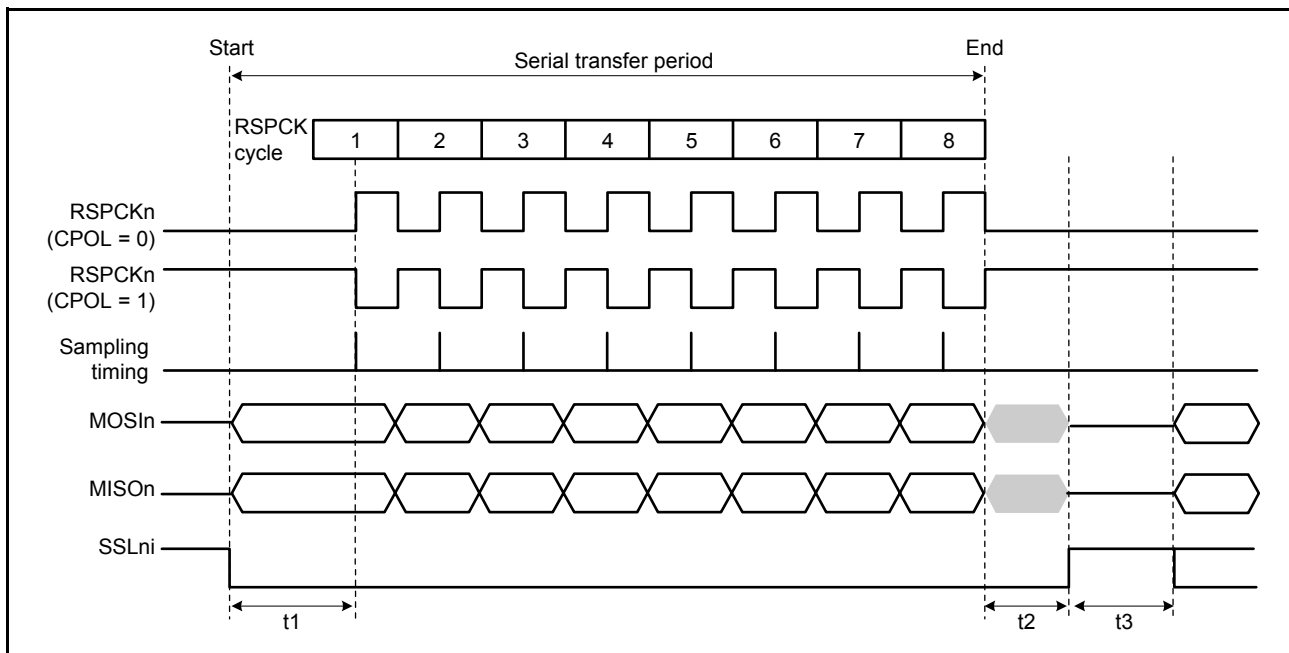 Start
End
Serial transfer period
RSPCK
cycle
1 2 3 4 5 6 7 8
RSPCKn
(CPOL = 0)
RSPCKn
(CPOL = 1)
Sampling
timing
MOSIn
MISOn
SSLni
t1
t2
t3